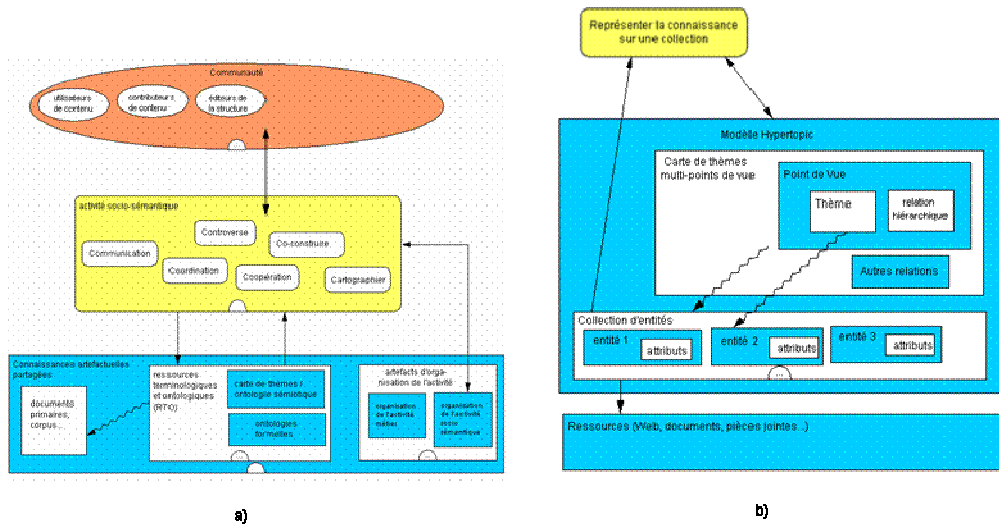 Communauté
utilisateurs
de contenu
contributeurs
de contenu
éditeurs de
la structure
...
activité socio-sémantique
Controverse
Co-construire
Communication
Coordination
Coopération
Cartographier
Connaissances artefactuelles
partagées
documents
primaires,
corpus...
ressources
terminologiques
et ontologiques
(RTO)
carte de thèmes /
ontologie sémiotique
ontologies
formelles
...
artefacts d'orga-
nisation de l'activité
organisation
de l'activité
métiers
organisation
de l'activité
socio
sémantique
...
a)
Représenter la connaissance
sur une collection
Modèle Hypertopic
Carte de thèmes
multi-points de vue
Point de Vue
Thème
relation
hiérarchique
Autres relations
Collection d'entités
entité 1
attributs
entité 2
attributs
entité 3
attributs
...
Ressources (Web, documents, pièces jointes...)
b)